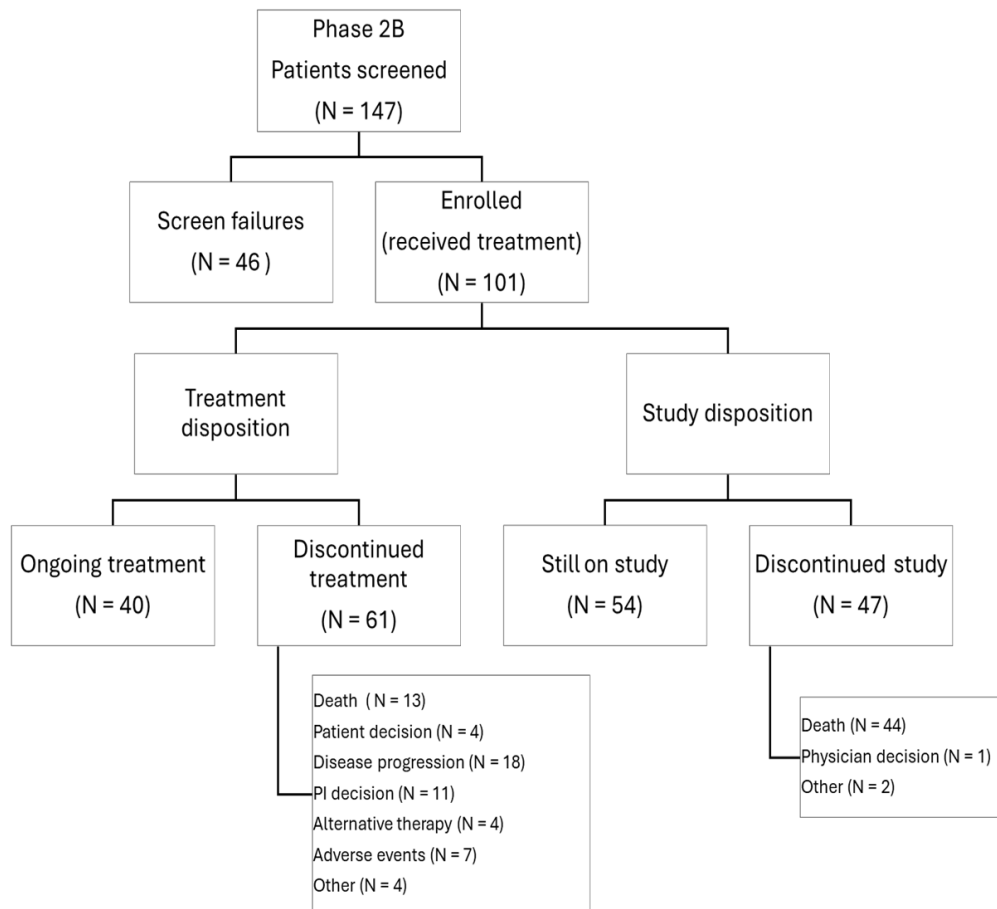 Phase 2B
Patients screened
(N = 147)
Screen failures
(N = 46 )
Enrolled
(received treatment)
(N = 101)
Treatment
disposition
Study disposition
Ongoing treatment
(N = 40)
Discontinued
treatment
(N = 61)
Still on study
(N = 54)
Discontinued study
(N = 47)
Death ( N = 13)
Patient decision (N = 4)
Disease progression (N = 18)
PI decision (N = 11)
Alternative therapy (N = 4)
Adverse events (N = 7)
Other (N = 4)
Death (N = 44)
Physician decision (N = 1)
Other (N = 2)